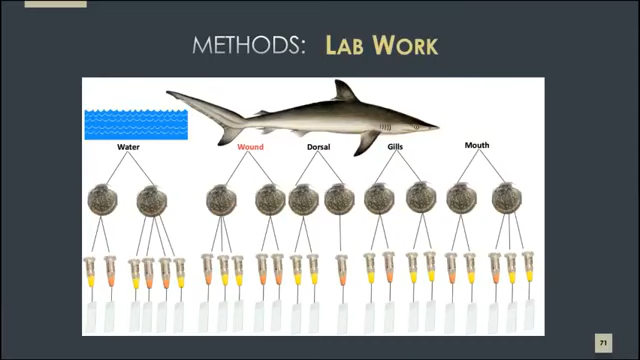 METHODS: LAB WORK
Water
Wound
Dorsal
Gills
Mouth
71